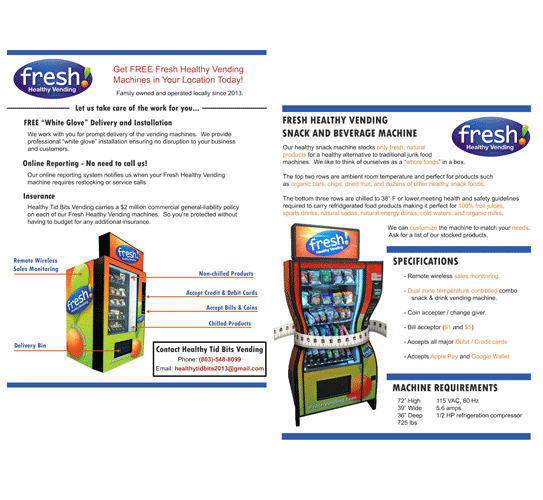 fresh!
Healthy Vending
Get FREE Fresh Healthy Vending
Machines in Your Location Today!
Family owned and operated locally since 2013.
Let us take care of the work for you...
FREE “White Glove” Delivery and Installation
We work with you for prompt delivery of the vending machines. We provide
professional “white glove” installation ensuring no disruption to your business
and customers.
Online Reporting - No need to call us!
Our online reporting system notifies us when your Fresh Healthy Vending
machine requires restocking or service calls.
Insurance
Healthy Tid Bits Vending carries a $2 million commercial general-liability policy
on each of our Fresh Healthy Vending machines. So you're protected without
having to budget for any additional insurance.
Remote Wireless
Sales Monitoring
Delivery Bin
fresh!
fresh!
Non-chilled Products
Accept Credit & Debit Cards
Accept Bills & Coins
Chilled Products
Contact Healthy Tid Bits Vending
Phone: (803)-548-8099
Email: healthytidbits2013@gmail.com
FRESH HEALTHY VENDING
SNACK AND BEVERAGE MACHINE
fresh!
Healthy Vending
Our healthy snack machine stocks only fresh, natural
products for a healthy alternative to traditional junk food
machines. We like to think of ourselves as a “whole foods” in a box.
The top two rows are ambient room temperature and perfect for products such
as organic bars, chips, dried fruit, and dozens of other healthy snack foods.
The bottom three rows are chilled to 38° F or lower,meeting health and safety guidelines
required to carry refridgerated food products making it perfect for 100% fruit juices,
sports drinks, natural sodas, natural energy drinks, cold waters, and organic milks.
We can customize the machine to match your needs.
Ask for a list of our stocked products.
fresh!
SPECIFICATIONS
- Remote wireless sales monitoring.
- Dual zone temperature controlled combo
snack & drink vending machine.
- Coin accepter / change giver.
- Bill acceptor ($1 and $5)
- Accepts all major Debit / Credit cards
- Accepts Apple Pay and Google Wallet
MACHINE REQUIREMENTS
72” High 115 VAC, 60 Hz
39” Wide 5.6 amps
36” Deep 1/2 HP refrigeration compressor
725 lbs